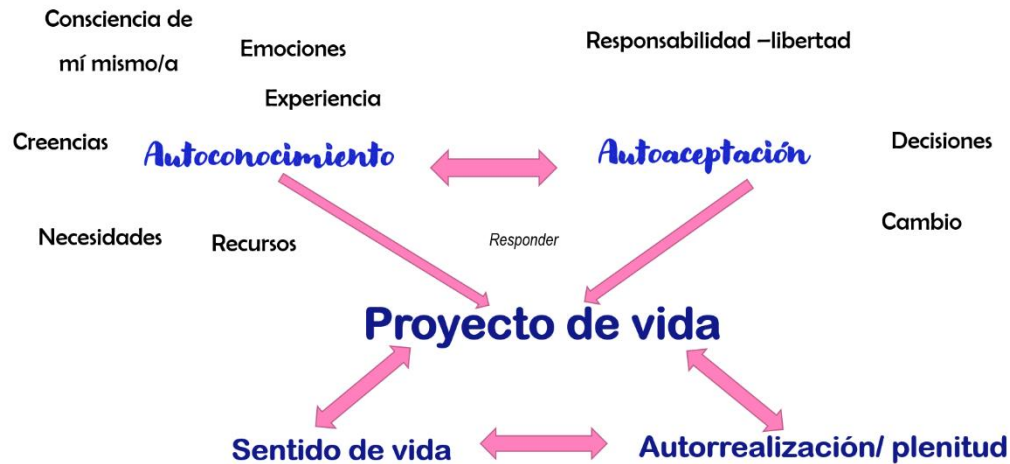 Consciencia de
mí mismo/a
Emociones
Responsabilidad –libertad
Experiencia
Creencias
Autoconocimiento
Autoaceptación
Decisiones
Necesidades
Recursos
Responder
Cambio
Proyecto de vida
Sentido de vida
Autorrealización/ plenitud